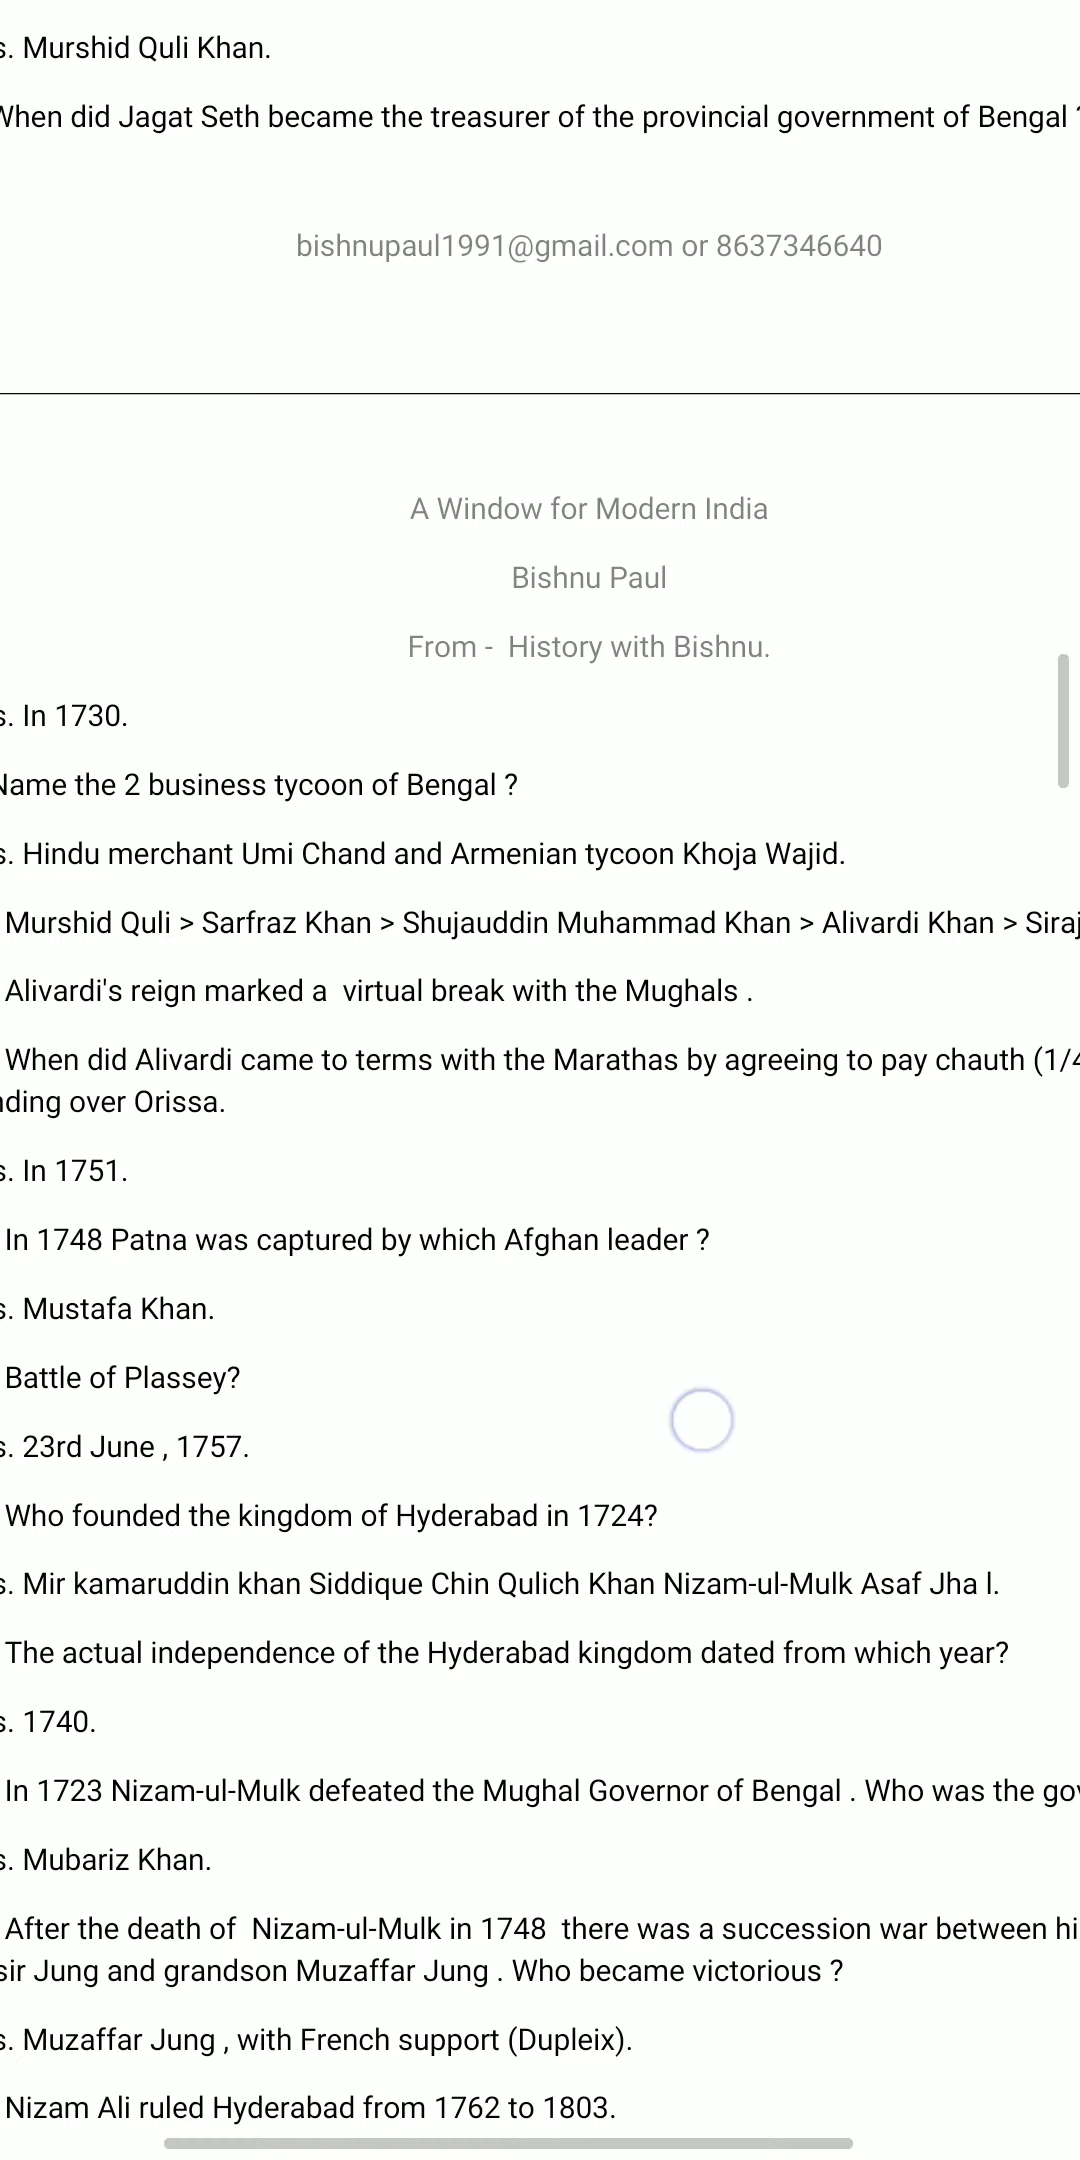 s. Murshid Quli Khan.
When did Jagat Seth became the treasurer of the provincial government of Bengal ?
bishnupaul1991@gmail.com or 8637346640
A Window for Modern India
Bishnu Paul
From -  History with Bishnu.
s. In 1730.
Name the 2 business tycoon of Bengal ?
s. Hindu merchant Umi Chand and Armenian tycoon Khoja Wajid.
Murshid Quli > Sarfraz Khan > Shujauddin Muhammad Khan > Alivardi Khan > Siraj
Alivardi's reign marked a  virtual break with the Mughals .
When did Alivardi came to terms with the Marathas by agreeing to pay chauth (1/4
nding over Orissa.
s. In 1751.
In 1748 Patna was captured by which Afghan leader ?
s. Mustafa Khan.
Battle of Plassey?
s. 23rd June , 1757.
Who founded the kingdom of Hyderabad in 1724?
s. Mir kamaruddin khan Siddique Chin Qulich Khan Nizam-ul-Mulk Asaf Jha l.
The actual independence of the Hyderabad kingdom dated from which year?
s. 1740.
In 1723 Nizam-ul-Mulk defeated the Mughal Governor of Bengal . Who was the gov
s. Mubariz Khan.
After the death of  Nizam-ul-Mulk in 1748  there was a succession war between hi
sir Jung and grandson Muzaffar Jung . Who became victorious ?
s. Muzaffar Jung , with French support (Dupleix).
Nizam Ali ruled Hyderabad from 1762 to 1803.